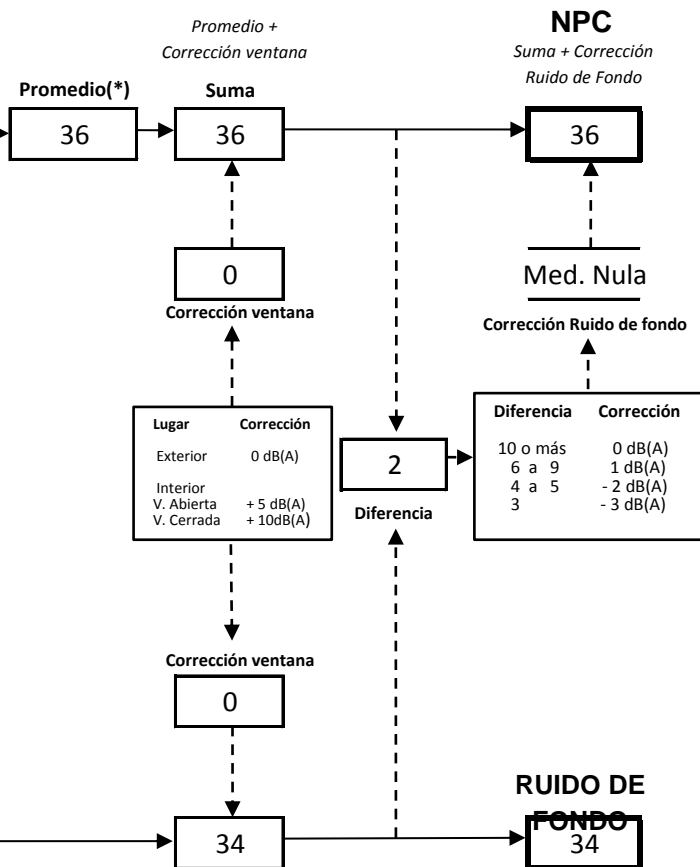 Promedio +
Corrección ventana
NPC
Suma + Corrección
Ruido de Fondo
Promedio(*)
Suma
36
36
36
0
Med. Nula
Corrección ventana
Corrección Ruido de fondo
Lugar Corrección
Exterior 0 dB(A)
Interior
V. Abierta + 5 dB(A)
V. Cerrada + 10dB(A)
2
Diferencia
Diferencia Corrección
10 o más 0 dB(A)
6 a 9 1 dB(A)
4 a 5 - 2 dB(A)
3 - 3 dB(A)
Corrección ventana
0
RUIDO DE
FONDO
34
34